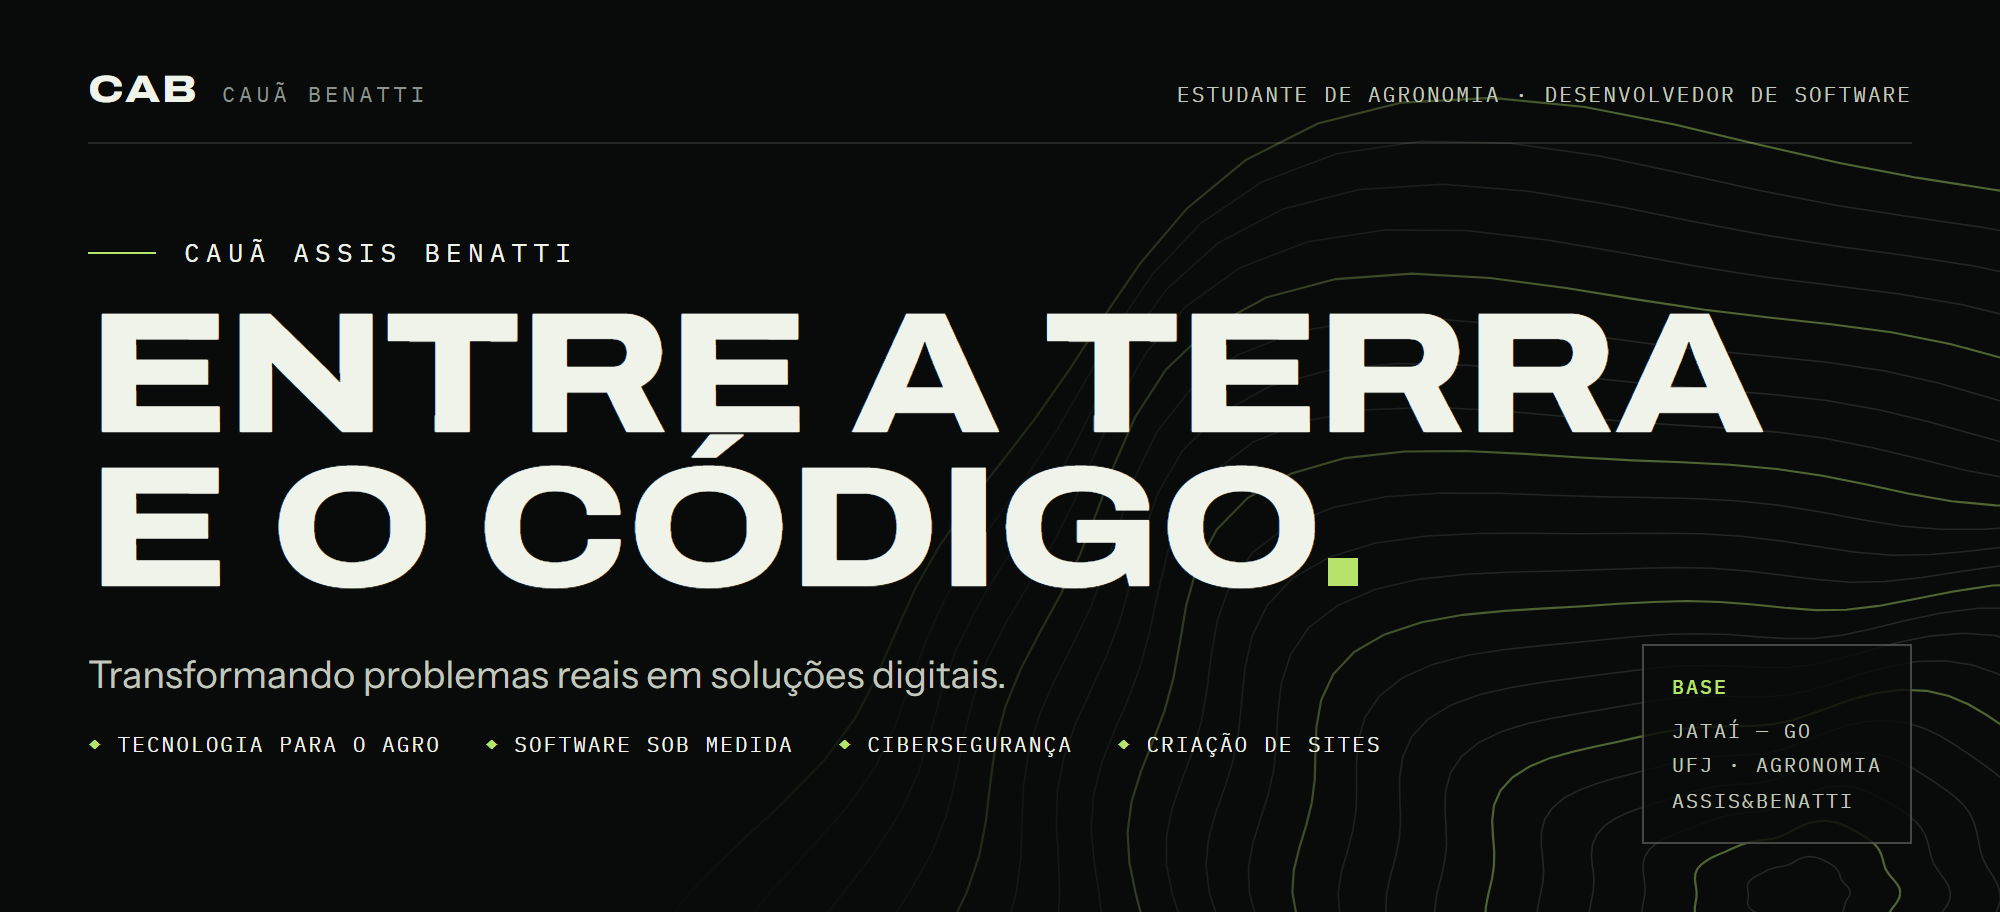 CAB CAUÃ BENATTI
ESTUDANTE DE AGRONOMIA · DESENVOLVEDOR DE SOFTWARE
CAUÃ ASSIS BENATTI
ENTRE A TERRA
E O CÓDIGO.
Transformando problemas reais em soluções digitais.
TECNOLOGIA PARA O AGRO
SOFTWARE SOB MEDIDA
CIBERSEGURANÇA
CRIAÇÃO DE SITES
BASE
JATAÍ — GO
UFJ · AGRONOMIA
ASSIS&BENATTI